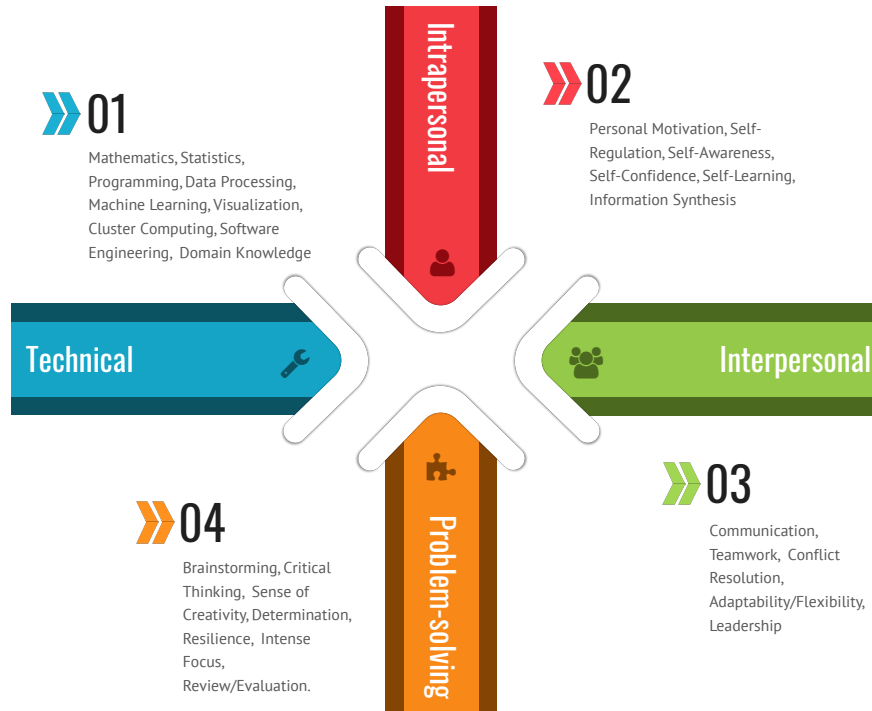 Intrapersonal
01
Mathematics, Statistics,
Programming, Data Processing,
Machine Learning, Visualization,
Cluster Computing, Software
Engineering, Domain Knowledge
02
Personal Motivation, Self-
Regulation, Self-Awareness,
Self-Confidence, Self-Learning,
Information Synthesis
Technical
Interpersonal
04
Brainstorming, Critical
Thinking, Sense of
Creativity, Determination,
Resilience, Intense
Focus,
Review/Evaluation.
Problem-solving
03
Communication,
Teamwork, Conflict
Resolution,
Adaptability/Flexibility,
Leadership